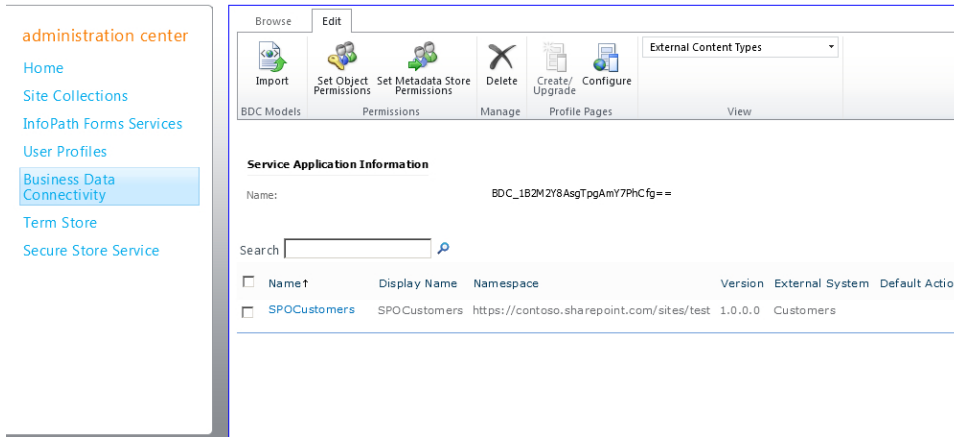 administration center
Home
Site Collections
InfoPath Forms Services
User Profiles
Business Data
Connectivity
Term Store
Secure Store Service
Browse Edit
Import
Set Object
Permissions
Set Metadata Store
Permissions
Delete
Create/
Upgrade
Configure
External Content Types
BDC Models Permissions Manage Profile Pages View
Service Application Information
Name: BDC_1B2M2Y8AsgTpgAmY7PhCfg==
Search
Name↑ Display Name Namespace Version External System Default Actio
SPOCustomers SPOCustomers https://contoso.sharepoint.com/sites/test 1.0.0.0 Customers